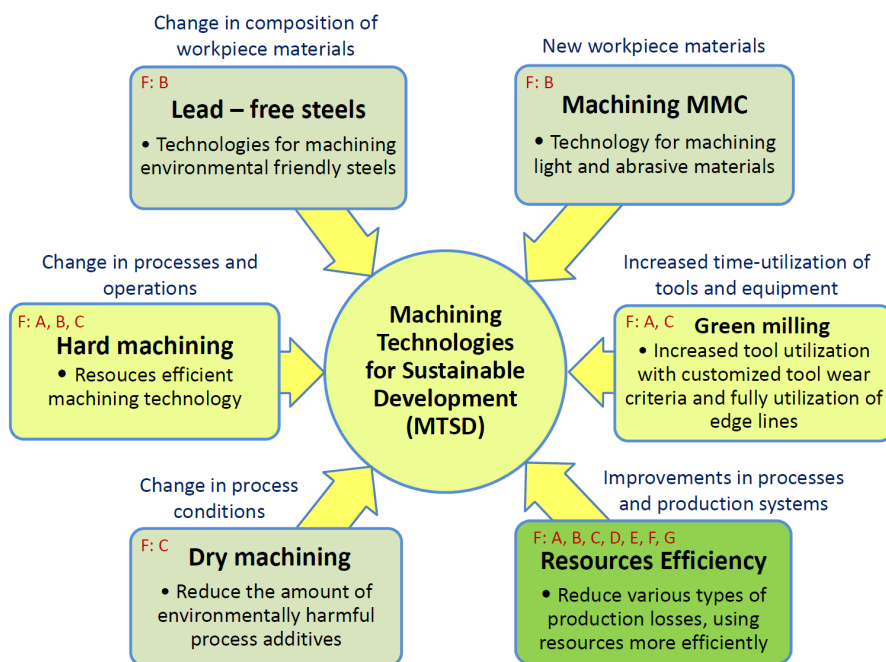 Change in composition of
workpiece materials
F: B
Lead – free steels
• Technologies for machining
environmental friendly steels
New workpiece materials
F: B
Machining MMC
• Technology for machining
light and abrasive materials
Change in processes and
operations
F: A, B, C
Hard machining
• Resouces efficient
machining technology
Machining
Technologies
for Sustainable
Development
(MTSD)
Increased time-utilization of
tools and equipment
F: A, C
Green milling
• Increased tool utilization
with customized tool wear
criteria and fully utilization of
edge lines
Change in process
conditions
F: C
Dry machining
• Reduce the amount of
environmentally harmful
process additives
Improvements in processes
and production systems
F: A, B, C, D, E, F, G
Resources Efficiency
• Reduce various types of
production losses, using
resources more efficiently